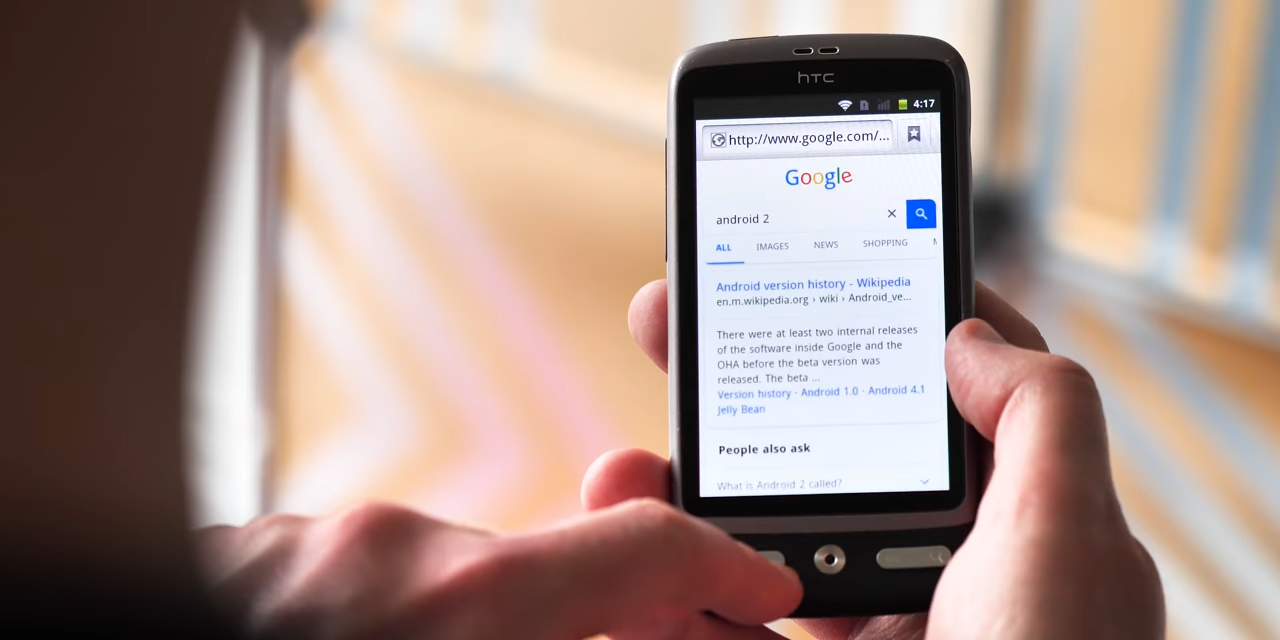 htc
4:17
http://www.google.com/...
Google
android 2
ALL IMAGES NEWS SHOPPING
Android version history - Wikipedia
en.m.wikipedia.org › wiki › Android_ve...
There were at least two internal releases
of the software inside Google and the
OHA before the beta version was
released. The beta ...
Version history · Android 1.0 · Android 4.1
Jelly Bean
People also ask
What is Android 2 called?